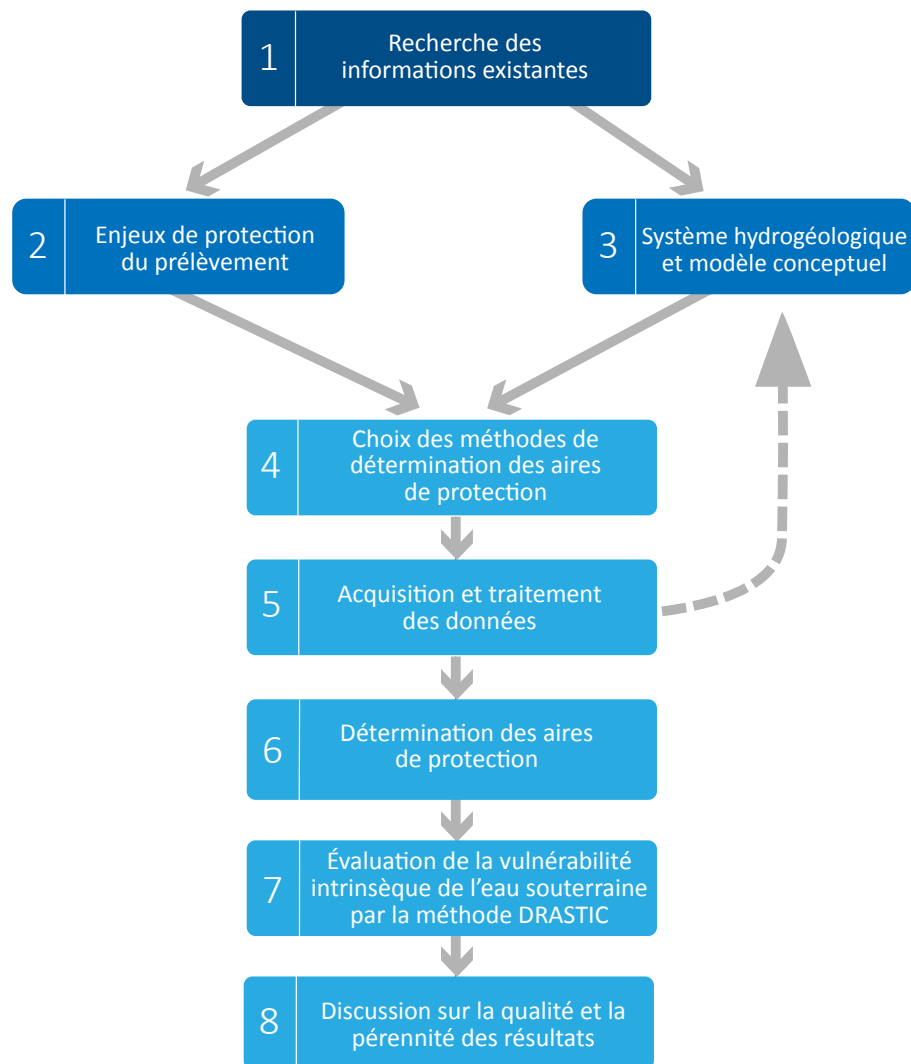 1
Recherche des
informations existantes
2
Enjeux de protection
du prélèvement
3
Système hydrogéologique
et modèle conceptuel
4
Choix des méthodes de
détermination des aires
de protection
5
Acquisition et traitement
des données
6
Détermination des aires
de protection
7
Évaluation de la vulnérabilité
intrinsèque de l’eau souterraine
par la méthode DRASTIC
8
Discussion sur la qualité et la
pérennité des résultats